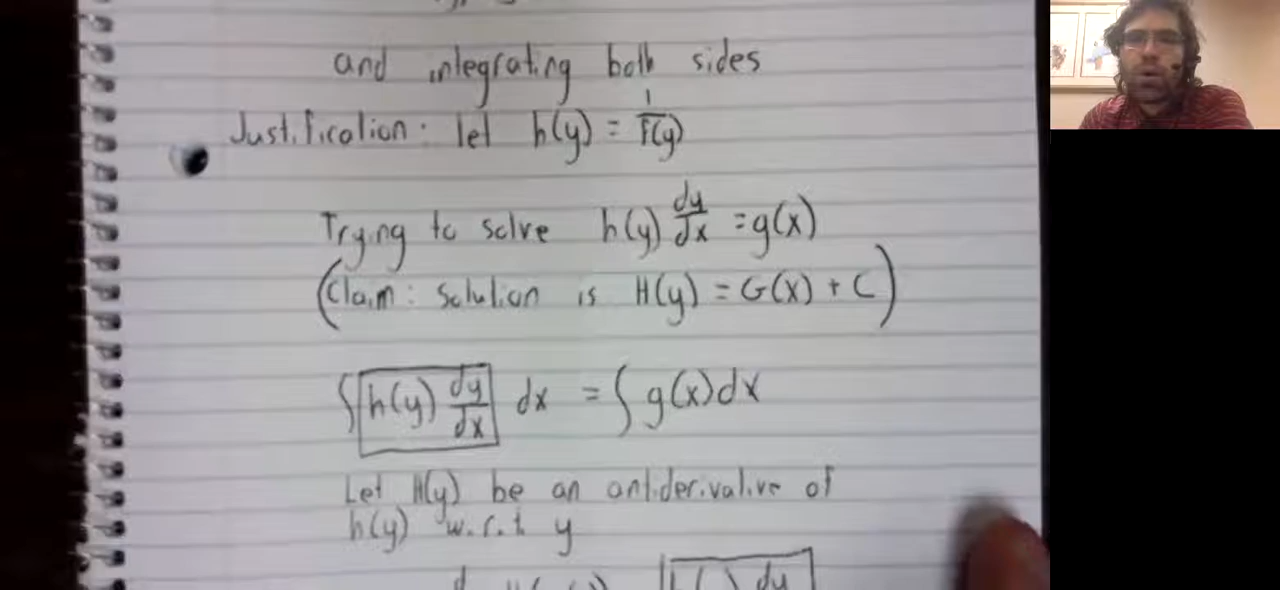 and integrating both sides
Justification: let h(y) = 1/f(y)
Trying to solve h(y) dy/dx = g(x)
(Claim: Solution is H(y) = G(x) + C)
∫ h(y) dy/dx dx = ∫ g(x) dx
Let H(y) be an antiderivative of
h(y) w.r.t y